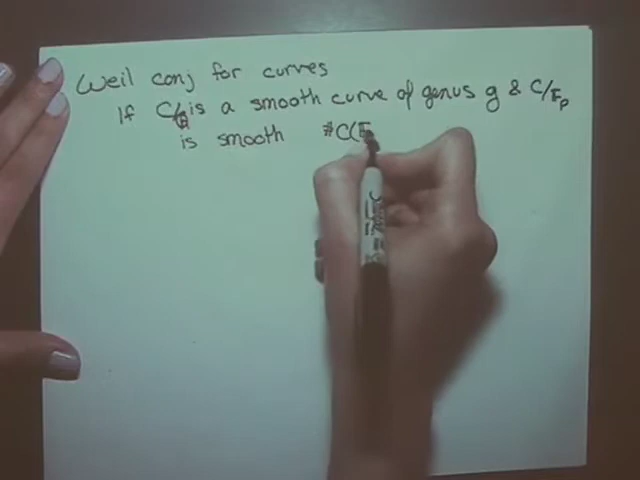 Weil conj for curves
If C/ℚ is a smooth curve of genus g & C/𝔽p
is smooth #C(𝔽